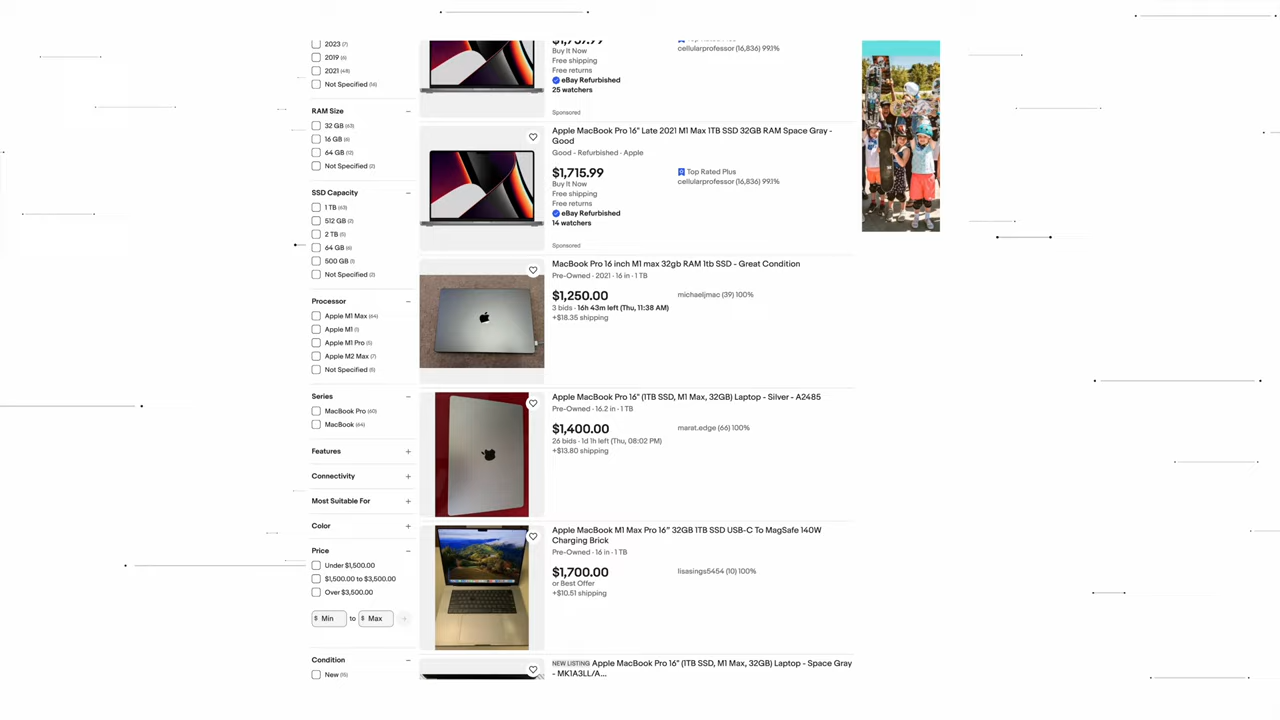 2023 (7)
2019 (6)
2021 (48)
Not Specified (14)
RAM Size
32 GB (63)
16 GB (8)
64 GB (12)
Not Specified (2)
SSD Capacity
1 TB (63)
512 GB (2)
2 TB (5)
64 GB (6)
500 GB (1)
Not Specified (2)
Processor
Apple M1 Max (64)
Apple M1 (1)
Apple M1 Pro (5)
Apple M2 Max (7)
Not Specified (6)
Series
MacBook Pro (60)
MacBook (64)
Features
Connectivity
Most Suitable For
Color
Price
Under $1,500.00
$1,500.00 to $3,500.00
Over $3,500.00
$ Min to $ Max
Condition
New (15)
cellularprofessor (16,836) 99.1%
Buy It Now
Free shipping
Free returns
eBay Refurbished
25 watchers
Sponsored
Apple MacBook Pro 16" Late 2021 M1 Max 1TB SSD 32GB RAM Space Gray -
Good
Good - Refurbished · Apple
$1,715.99
Top Rated Plus
Buy It Now
cellularprofessor (16,836) 99.1%
Free shipping
Free returns
eBay Refurbished
14 watchers
Sponsored
MacBook Pro 16 inch M1 max 32gb RAM 1tb SSD - Great Condition
Pre-Owned · 2021 · 16 in · 1 TB
$1,250.00
michaeljmac (39) 100%
3 bids · 16h 43m left (Thu, 11:38 AM)
+$18.35 shipping
Apple MacBook Pro 16" (1TB SSD, M1 Max, 32GB) Laptop - Silver - A2485
Pre-Owned · 16.2 in · 1 TB
$1,400.00
marat.edge (66) 100%
26 bids · 1d 1h left (Thu, 08:02 PM)
+$13.80 shipping
Apple MacBook M1 Max Pro 16" 32GB 1TB SSD USB-C To MagSafe 140W
Charging Brick
Pre-Owned · 16 in · 1 TB
$1,700.00
lisasings5454 (10) 100%
or Best Offer
+$10.51 shipping
NEW LISTING Apple MacBook Pro 16" (1TB SSD, M1 Max, 32GB) Laptop - Space Gray
- MK1A3LL/A...